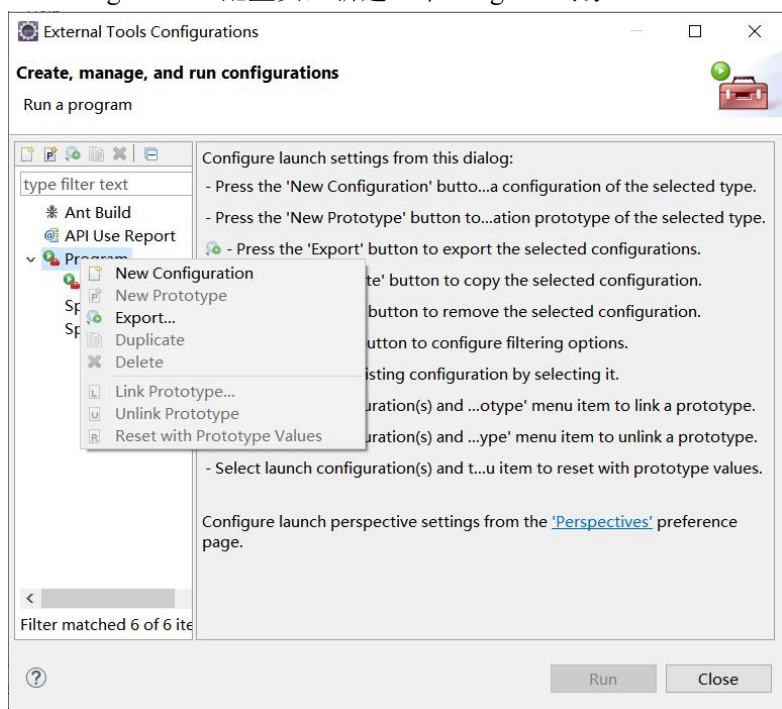 External Tools Configurations
Create, manage, and run configurations
Run a program
type filter text
Ant Build
API Use Report
Program
New Configuration
New Prototype
Export...
Duplicate
Delete
Link Prototype...
Unlink Prototype
Reset with Prototype Values
Sp
Sp
Filter matched 6 of 6 ite
Configure launch settings from this dialog:
- Press the 'New Configuration' butto...a configuration of the selected type.
- Press the 'New Prototype' button to...ation prototype of the selected type.
- Press the 'Export' button to export the selected configurations.
te' button to copy the selected configuration.
button to remove the selected configuration.
utton to configure filtering options.
isting configuration by selecting it.
uration(s) and ...otype' menu item to link a prototype.
uration(s) and ...ype' menu item to unlink a prototype.
- Select launch configuration(s) and t...u item to reset with prototype values.
Configure launch perspective settings from the 'Perspectives' preference
page.
Run
Close